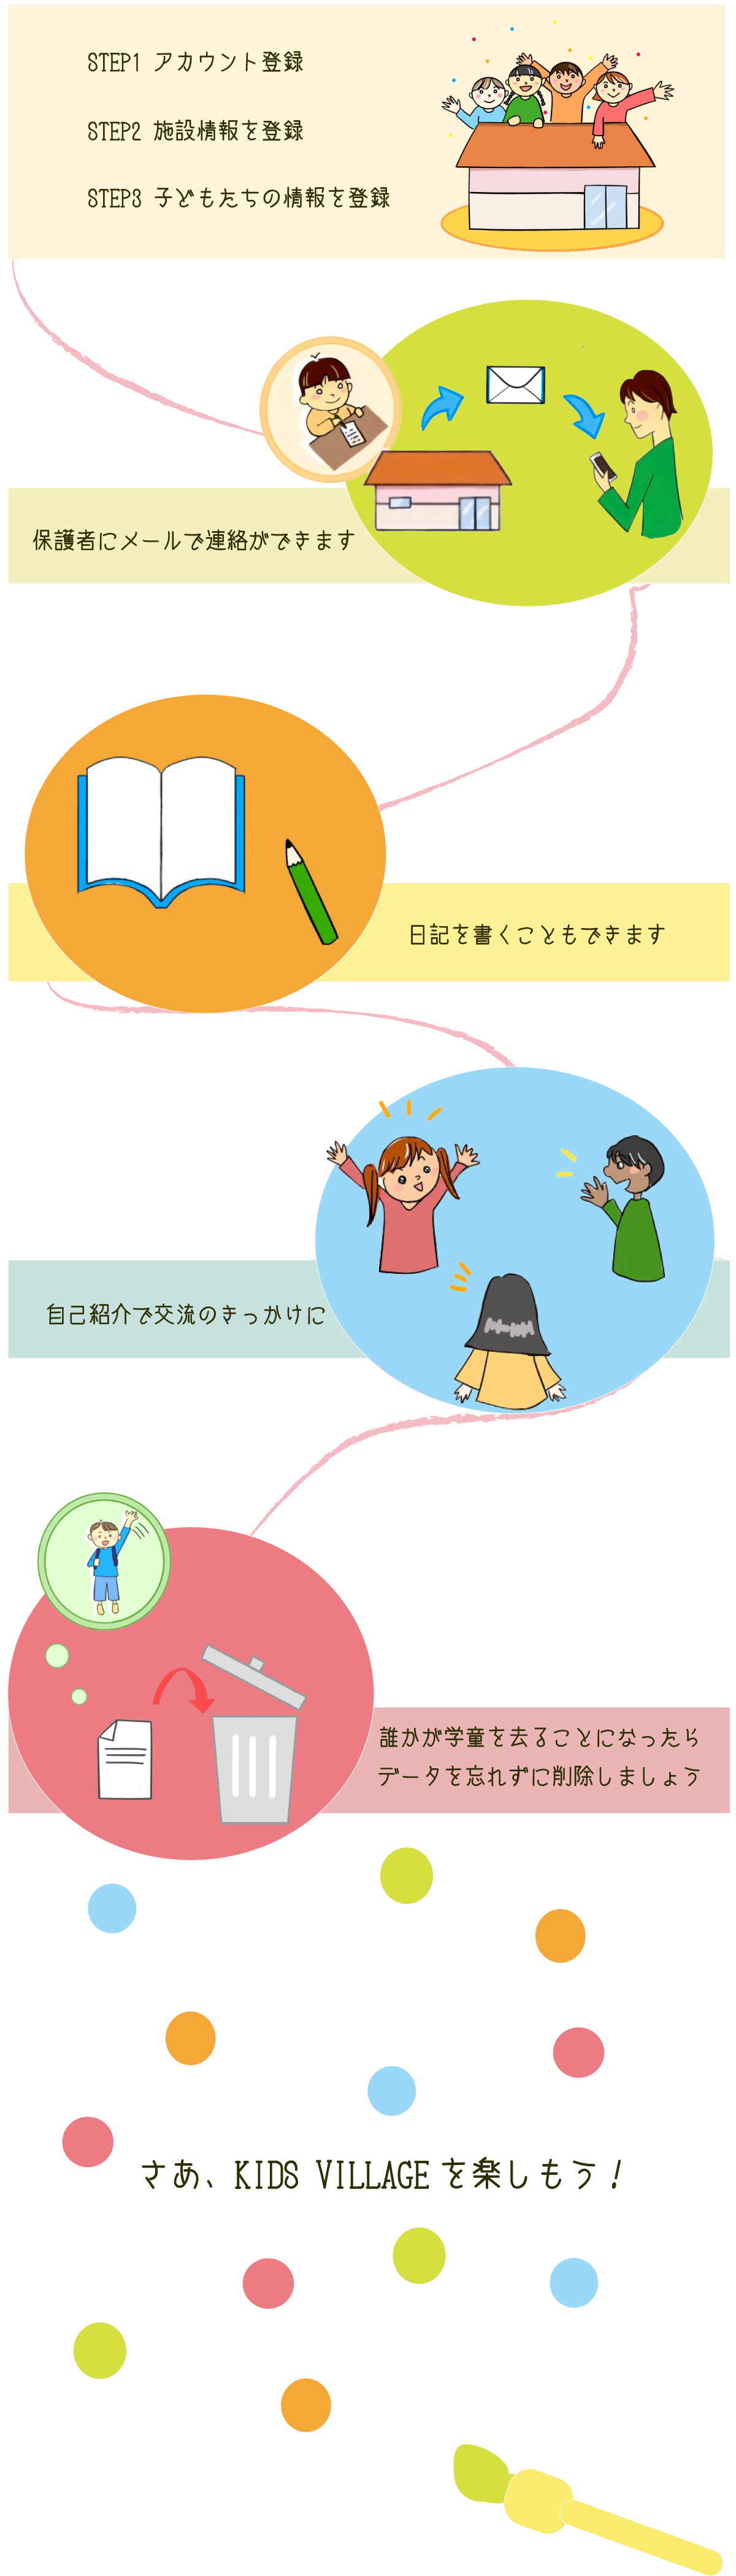 STEP1 アカウント登録
STEP2 施設情報を登録
STEP3 子どもたちの情報を登録
保護者にメールで連絡ができます
日記を書くこともできます
自己紹介で交流のきっかけに
誰かが学童を去ることになったら
データを忘れずに削除しましょう
さあ、KIDS VILLAGEを楽しもう！